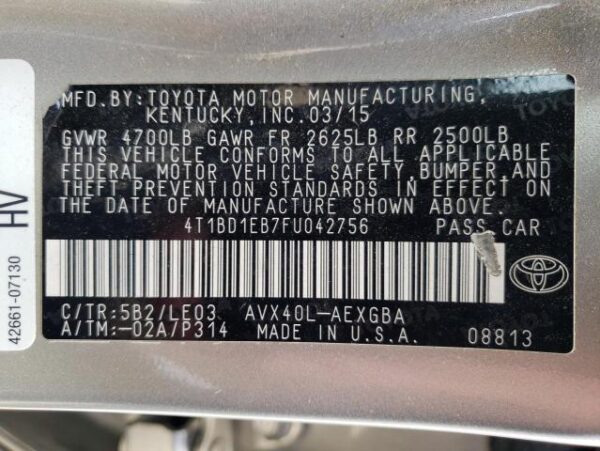 MFD.BY:TOYOTA MOTOR MANUFACTURING,
KENTUCKY,INC.03/15
GVWR 4700LB GAWR FR 2625LB RR 2500LB
THIS VEHICLE CONFORMS TO ALL APPLICABLE
FEDERAL MOTOR VEHICLE SAFETY,BUMPER,AND
THEFT PREVENTION STANDARDS IN EFFECT ON
THE DATE OF MANUFACTURE SHOWN ABOVE.
4T1BD1EB7FU042756 PASS.CAR
C/TR:5B2/LE03 AVX40L-AEXGBA
A/TM:-02A/P314 MADE IN U.S.A. 08813
HV
42661-07130